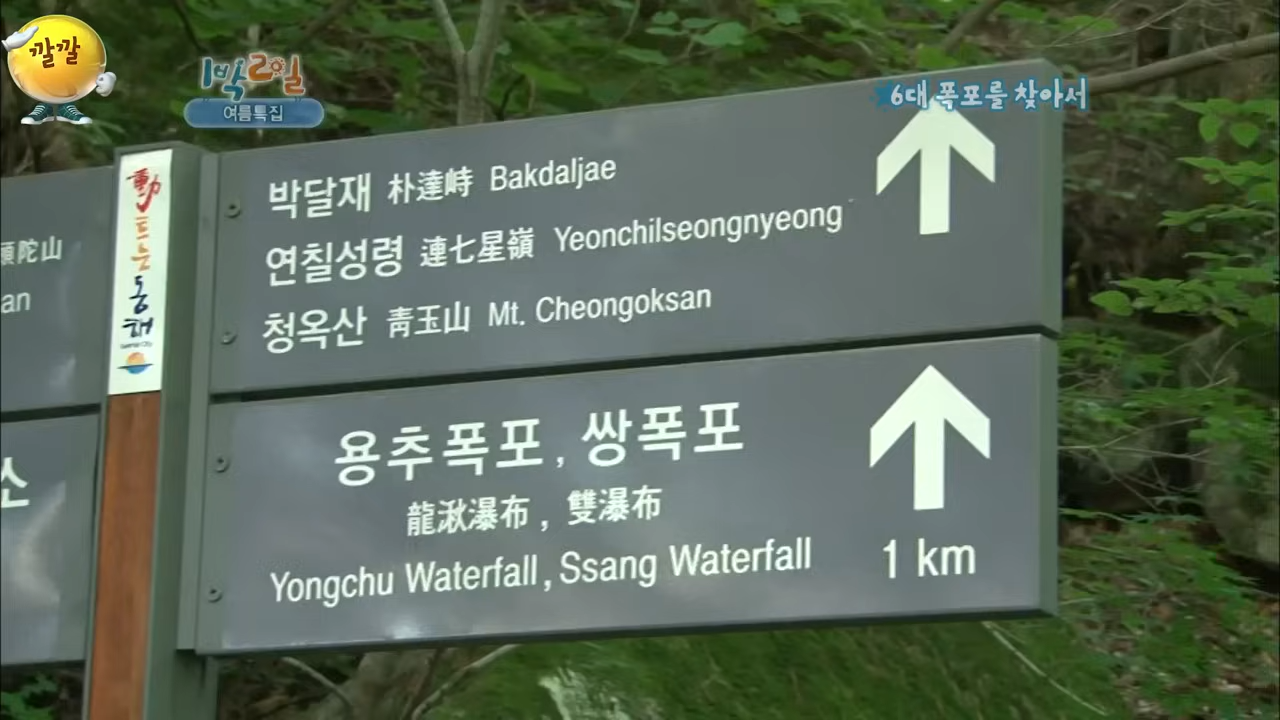 깔깔
1박2일
여름특집
6대 폭포를 찾아서
頭陀山
an
소
動트는동해
박달재 朴達峙 Bakdaljae
연칠성령 連七星嶺 Yeonchilseongnyeong
청옥산 靑玉山 Mt. Cheongoksan
용추폭포, 쌍폭포
龍湫瀑布, 雙瀑布
Yongchu Waterfall, Ssang Waterfall
1 km